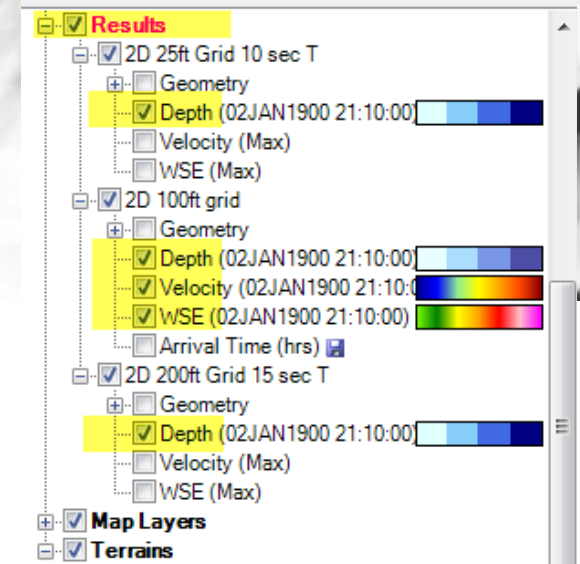 Results
2D 25ft Grid 10 sec T
Geometry
Depth (02JAN1900 21:10:00)
Velocity (Max)
WSE (Max)
2D 100ft grid
Geometry
Depth (02JAN1900 21:10:00)
Velocity (02JAN1900 21:10:0
WSE (02JAN1900 21:10:00)
Arrival Time (hrs)
2D 200ft Grid 15 sec T
Geometry
Depth (02JAN1900 21:10:00)
Velocity (Max)
WSE (Max)
Map Layers
Terrains